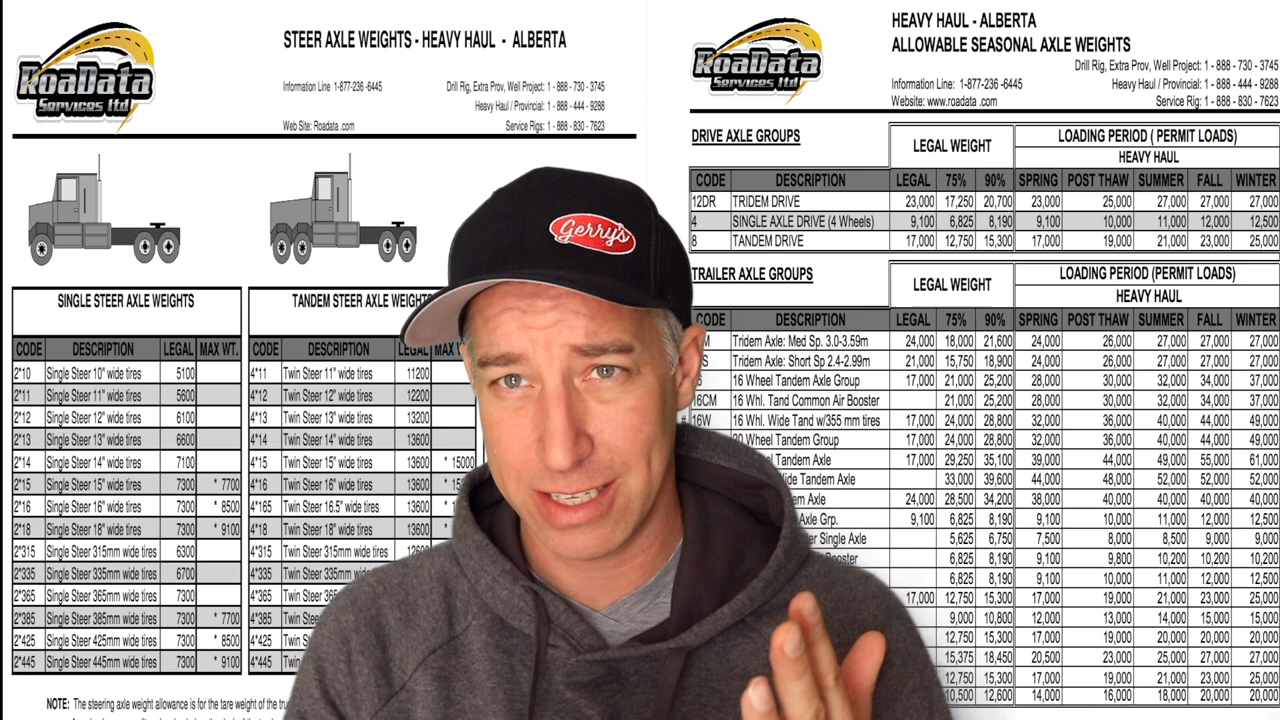 RoaData
Services ltd
STEER AXLE WEIGHTS - HEAVY HAUL - ALBERTA
Information Line 1-877-236 -6445 Drill Rig, Extra Prov, Well Project: 1 - 888 - 730 - 3745
Heavy Haul / Provincial: 1 - 888 - 444 - 9288
Web Site: Roadata .com Service Rigs: 1 - 888 - 830 - 7623
SINGLE STEER AXLE WEIGHTS
CODE DESCRIPTION LEGAL MAX WT.
2*10 Single Steer 10" wide tires 5100
2*11 Single Steer 11" wide tires 5600
2*12 Single Steer 12" wide tires 6100
2*13 Single Steer 13" wide tires 6600
2*14 Single Steer 14" wide tires 7100
2*15 Single Steer 15" wide tires 7300 * 7700
2*16 Single Steer 16" wide tires 7300 * 8500
2*18 Single Steer 18" wide tires 7300 * 9100
2*315 Single Steer 315mm wide tires 6300
2*335 Single Steer 335mm wide tires 6700
2*365 Single Steer 365mm wide tires 7300
2*385 Single Steer 385mm wide tires 7300 * 7700
2*425 Single Steer 425mm wide tires 7300 * 8500
2*445 Single Steer 445mm wide tires 7300 * 9100
TANDEM STEER AXLE WEIGHTS
CODE DESCRIPTION LEGAL MAX
4*11 Twin Steer 11" wide tires 11200
4*12 Twin Steer 12" wide tires 12200
4*13 Twin Steer 13" wide tires 13200
4*14 Twin Steer 14" wide tires 13600
4*15 Twin Steer 15" wide tires 13600 * 15000
4*16 Twin Steer 16" wide tires 13600 *
4*165 Twin Steer 16.5" wide tires 13600 *
4*18 Twin Steer 18" wide tires 13600 *
4*315 Twin Steer 315mm wide tires
4*335 Twin Steer 335mm wide
4*365 Twin Steer
4*385 Twin Steer
4*425 Twin
4*445 Twin
NOTE: The steering axle weight allowance is for the tare weight of the
Gerry's
RoaData
Services ltd
HEAVY HAUL - ALBERTA
ALLOWABLE SEASONAL AXLE WEIGHTS
Drill Rig, Extra Prov, Well Project: 1 - 888 - 730 - 3745
Information Line: 1-877-236 -6445 Heavy Haul / Provincial: 1 - 888 - 444 - 9288
Website: www.roadata .com Service Rig: 1 - 888 - 830 - 7623
DRIVE AXLE GROUPS LEGAL WEIGHT LOADING PERIOD ( PERMIT LOADS)
HEAVY HAUL
CODE DESCRIPTION LEGAL 75% 90% SPRING POST THAW SUMMER FALL WINTER
12DR TRIDEM DRIVE 23,000 17,250 20,700 23,000 25,000 27,000 27,000 27,000
4 SINGLE AXLE DRIVE (4 Wheels) 9,100 6,825 8,190 9,100 10,000 11,000 12,000 12,500
8 TANDEM DRIVE 17,000 12,750 15,300 17,000 19,000 21,000 23,000 25,000
TRAILER AXLE GROUPS LEGAL WEIGHT LOADING PERIOD (PERMIT LOADS)
HEAVY HAUL
CODE DESCRIPTION LEGAL 75% 90% SPRING POST THAW SUMMER FALL WINTER
Tridem Axle: Med Sp. 3.0-3.59m 24,000 18,000 21,600 24,000 26,000 27,000 27,000 27,000
Tridem Axle: Short Sp 2.4-2.99m 21,000 15,750 18,900 24,000 26,000 27,000 27,000 27,000
16 Wheel Tandem Axle Group 17,000 21,000 25,200 28,000 30,000 32,000 34,000 37,000
16CM 16 Whl. Tand Common Air Booster 21,000 25,200 28,000 30,000 32,000 34,000 37,000
# 16W 16 Whl. Wide Tand w/355 mm tires 17,000 24,000 28,800 32,000 36,000 40,000 44,000 49,000
Wheel Tandem Group 17,000 24,000 28,800 32,000 36,000 40,000 44,000 49,000
Tandem Axle 17,000 29,250 35,100 39,000 44,000 49,000 55,000 61,000
Tandem Axle 33,000 39,600 44,000 48,000 52,000 52,000 52,000
Axle 24,000 28,500 34,200 38,000 40,000 40,000 40,000 40,000
Axle Grp. 9,100 6,825 8,190 9,100 10,000 11,000 12,000 12,500
Single Axle 5,625 6,750 7,500 8,000 8,500 9,000 9,000
6,825 8,190 9,100 9,800 10,200 10,200 10,200
6,825 8,190 9,100 10,000 11,000 12,000 12,500
17,000 12,750 15,300 17,000 19,000 21,000 23,000 25,000
9,000 10,800 12,000 13,000 14,000 15,000 15,000
12,750 15,300 17,000 19,000 20,000 20,000 20,000
15,375 18,450 20,500 23,000 25,000 27,000 27,000
12,750 15,300 17,000 19,000 21,000 23,000 25,000
10,500 12,600 14,000 16,000 18,000 20,000 20,000